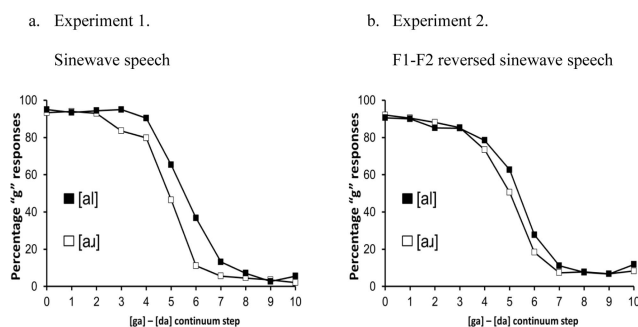 a. Experiment 1.
Sinewave speech
Percentage "g" responses
100
80
60
40
20
0
[al]
[aɹ]
0 1 2 3 4 5 6 7 8 9 10
[ga] – [da] continuum step
b. Experiment 2.
F1-F2 reversed sinewave speech
Percentage "g" responses
100
80
60
40
20
0
[al]
[aɹ]
0 1 2 3 4 5 6 7 8 9 10
[ga] – [da] continuum step